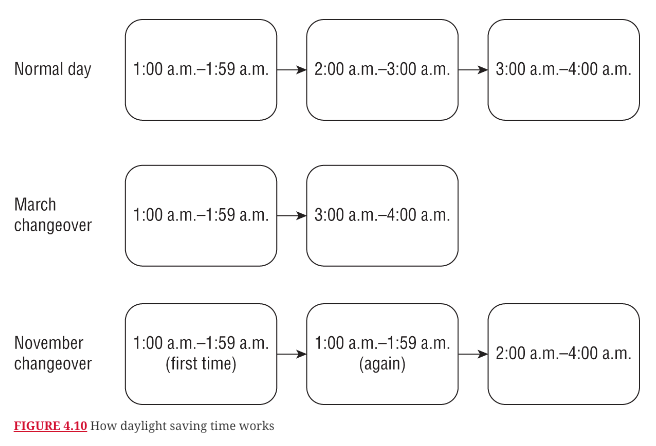 Normal day
1:00 a.m.–1:59 a.m.
2:00 a.m.–3:00 a.m.
3:00 a.m.–4:00 a.m.
March
changeover
1:00 a.m.–1:59 a.m.
3:00 a.m.–4:00 a.m.
November
changeover
1:00 a.m.–1:59 a.m.
(first time)
1:00 a.m.–1:59 a.m.
(again)
2:00 a.m.–4:00 a.m.
FIGURE 4.10 How daylight saving time works